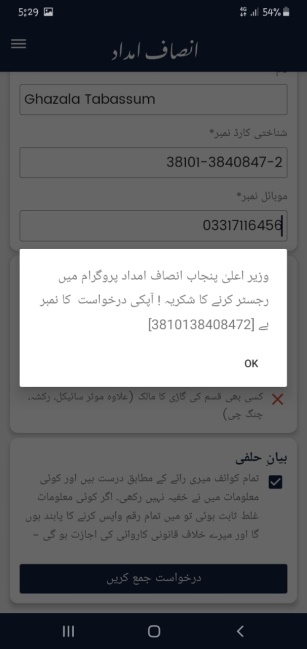 5:29
4G 54%
انصاف امداد
Ghazala Tabassum
شناختی کارڈ نمبر*
38101-3840847-2
موبائل نمبر*
03317116456
وزیر اعلیٰ پنجاب انصاف امداد پروگرام میں
رجسٹر کرنے کا شکریہ ! آپکی درخواست کا نمبر
ہے [3810138408472]
OK
کسی بھی قسم کی گاڑی کا مالک (علاوہ موٹر سائیکل، رکشہ،
چنگ چی)
بیان حلفی
تمام کوائف میری رائے کے مطابق درست ہیں اور کوئی
معلومات میں نے خفیہ نہیں رکھی۔ اگر کوئی معلومات
غلط ثابت ہوئی تو میں تمام رقم واپس کرنے کا پابند ہوں
گا اور میرے خلاف قانونی کاروائی کی اجازت ہو گی -
درخواست جمع کریں